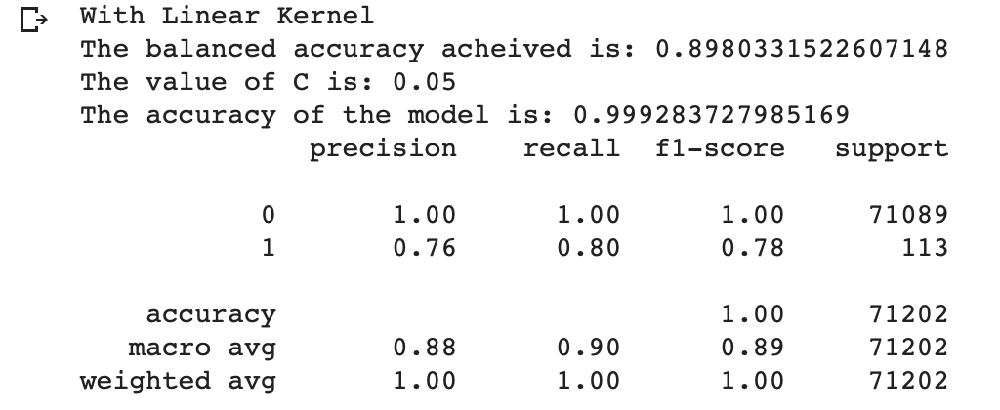 With Linear Kernel
The balanced accuracy acheived is: 0.8980331522607148
The value of C is: 0.05
The accuracy of the model is: 0.999283727985169
precision recall f1-score support
0 1.00 1.00 1.00 71089
1 0.76 0.80 0.78 113
accuracy 1.00 71202
macro avg 0.88 0.90 0.89 71202
weighted avg 1.00 1.00 1.00 71202